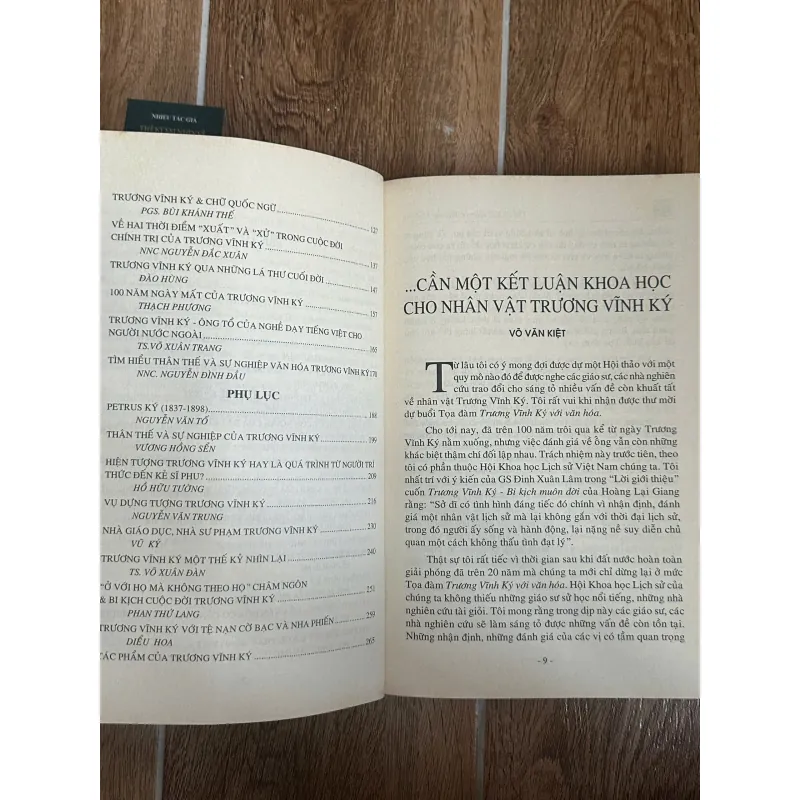 NHIỀU TÁC GIẢ
TRƯƠNG VĨNH KÝ & CHỮ QUỐC NGỮ.....127
PGS. BÙI KHÁNH THẾ
VỀ HAI THỜI ĐIỂM “XUẤT” VÀ “XỬ” TRONG CUỘC ĐỜI
CHÍNH TRỊ CỦA TRƯƠNG VĨNH KÝ.....137
NNC NGUYỄN ĐẮC XUÂN
TRƯƠNG VĨNH KÝ QUA NHỮNG LÁ THƯ CUỐI ĐỜI.....147
ĐÀO HÙNG
100 NĂM NGÀY MẤT CỦA TRƯƠNG VĨNH KÝ.....157
THẠCH PHƯƠNG
TRƯƠNG VĨNH KÝ - ÔNG TỔ CỦA NGHỀ DẠY TIẾNG VIỆT CHO
NGƯỜI NƯỚC NGOÀI.....165
TS.VÕ XUÂN TRANG
TÌM HIỂU THÂN THẾ VÀ SỰ NGHIỆP VĂN HÓA TRƯƠNG VĨNH KÝ.178
NNC. NGUYỄN ĐÌNH ĐẦU
PHỤ LỤC
PETRUS KÝ (1837-1898).....188
NGUYỄN VĂN TỐ
THÂN THẾ VÀ SỰ NGHIỆP CỦA TRƯƠNG VĨNH KÝ.....199
VƯƠNG HỒNG SỂN
HIỆN TƯỢNG TRƯƠNG VĨNH KÝ HAY LÀ QUÁ TRÌNH TỪ NGƯỜI TRÍ
THỨC ĐẾN KẺ SĨ PHU?.....209
HỒ HỮU TƯỜNG
VỤ DỰNG TƯỢNG TRƯƠNG VĨNH KÝ.....216
NGUYỄN VĂN TRUNG
NHÀ GIÁO DỤC, NHÀ SƯ PHẠM TRƯƠNG VĨNH KÝ.....230
VŨ KÝ
TRƯƠNG VĨNH KÝ MỘT THẾ KỶ NHÌN LẠI.....240
TS. VÕ XUÂN ĐÀN
“Ở VỚI HỌ MÀ KHÔNG THEO HỌ” CHÂM NGÔN
& BI KỊCH CUỘC ĐỜI TRƯƠNG VĨNH KÝ.....251
PHAN THỨ LANG
TRƯƠNG VĨNH KÝ VỚI TỆ NẠN CỜ BẠC VÀ NHA PHIẾN.....259
DIỆU HOA
CÁC PHẨM CỦA TRƯƠNG VĨNH KÝ.....265
...CẦN MỘT KẾT LUẬN KHOA HỌC
CHO NHÂN VẬT TRƯƠNG VĨNH KÝ
VÕ VĂN KIỆT
Từ lâu tôi có ý mong đợi được dự một Hội thảo với một
quy mô nào đó để được nghe các giáo sư, các nhà nghiên
cứu trao đổi cho sáng tỏ nhiều vấn đề còn khuất tất
về nhân vật Trương Vĩnh Ký. Tôi rất vui khi nhận được thư mời
dự buổi Tọa đàm Trương Vĩnh Ký với văn hóa.
Cho tới nay, đã trên 100 năm trôi qua kể từ ngày Trương
Vĩnh Ký nằm xuống, nhưng việc đánh giá về ông vẫn còn những
khác biệt thậm chí đối lập nhau. Trách nhiệm này trước tiên, theo
tôi có phần thuộc Hội Khoa học Lịch sử Việt Nam chúng ta. Tôi
nhất trí với ý kiến của GS Đinh Xuân Lâm trong “Lời giới thiệu”
cuốn Trương Vĩnh Ký - Bi kịch muôn đời của Hoàng Lại Giang
rằng: “Sở dĩ có tình hình đáng tiếc đó chính vì nhận định, đánh
giá một nhân vật lịch sử mà lại không gắn với thời đại lịch sử,
trong đó người ấy sống và hành động, lại nặng nề suy diễn chủ
quan một cách không thấu tình đạt lý”.
Thật sự tôi rất tiếc vì thời gian sau khi đất nước hoàn toàn
giải phóng đã trên 20 năm mà chúng ta mới chỉ dừng lại ở mức
Tọa đàm Trương Vĩnh Ký với văn hóa. Hội Khoa học Lịch sử của
chúng ta không thiếu những giáo sư sử học nổi tiếng, những nhà
nghiên cứu tài giỏi. Tôi mong rằng trong dịp này các giáo sư, các
nhà nghiên cứu sẽ làm sáng tỏ được những vấn đề còn tồn tại.
Những nhận định, những đánh giá của các vị có tầm quan trọng
- 9 -